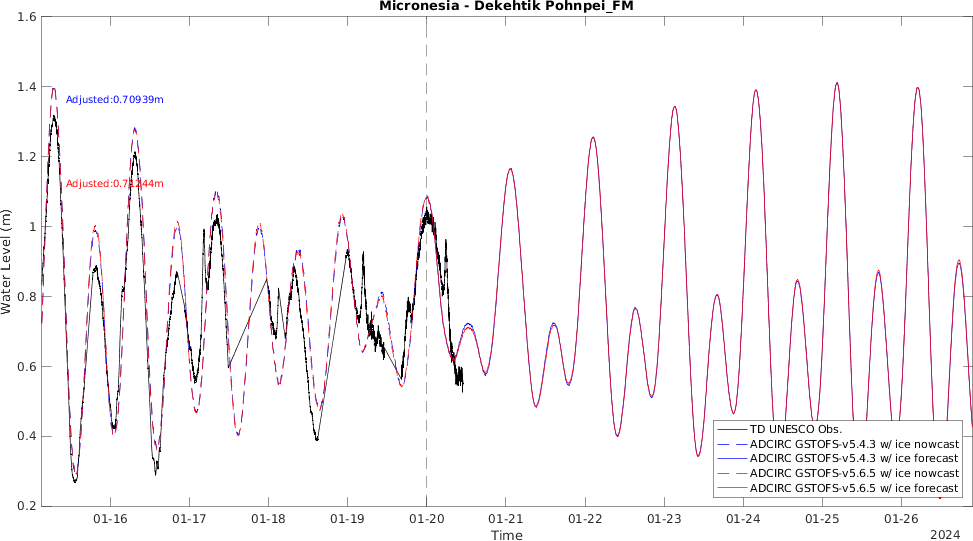 Micronesia - Dekehtik Pohnpei_FM
Water Level (m)
1.6
1.4
1.2
1
0.8
0.6
0.4
0.2
Adjusted:0.70939m
Adjusted:0.71244m
TD UNESCO Obs.
ADCIRC GSTOFS-v5.4.3 w/ ice nowcast
ADCIRC GSTOFS-v5.4.3 w/ ice forecast
ADCIRC GSTOFS-v5.6.5 w/ ice nowcast
ADCIRC GSTOFS-v5.6.5 w/ ice forecast
01-16 01-17 01-18 01-19 01-20 01-21 01-22 01-23 01-24 01-25 01-26
Time
2024